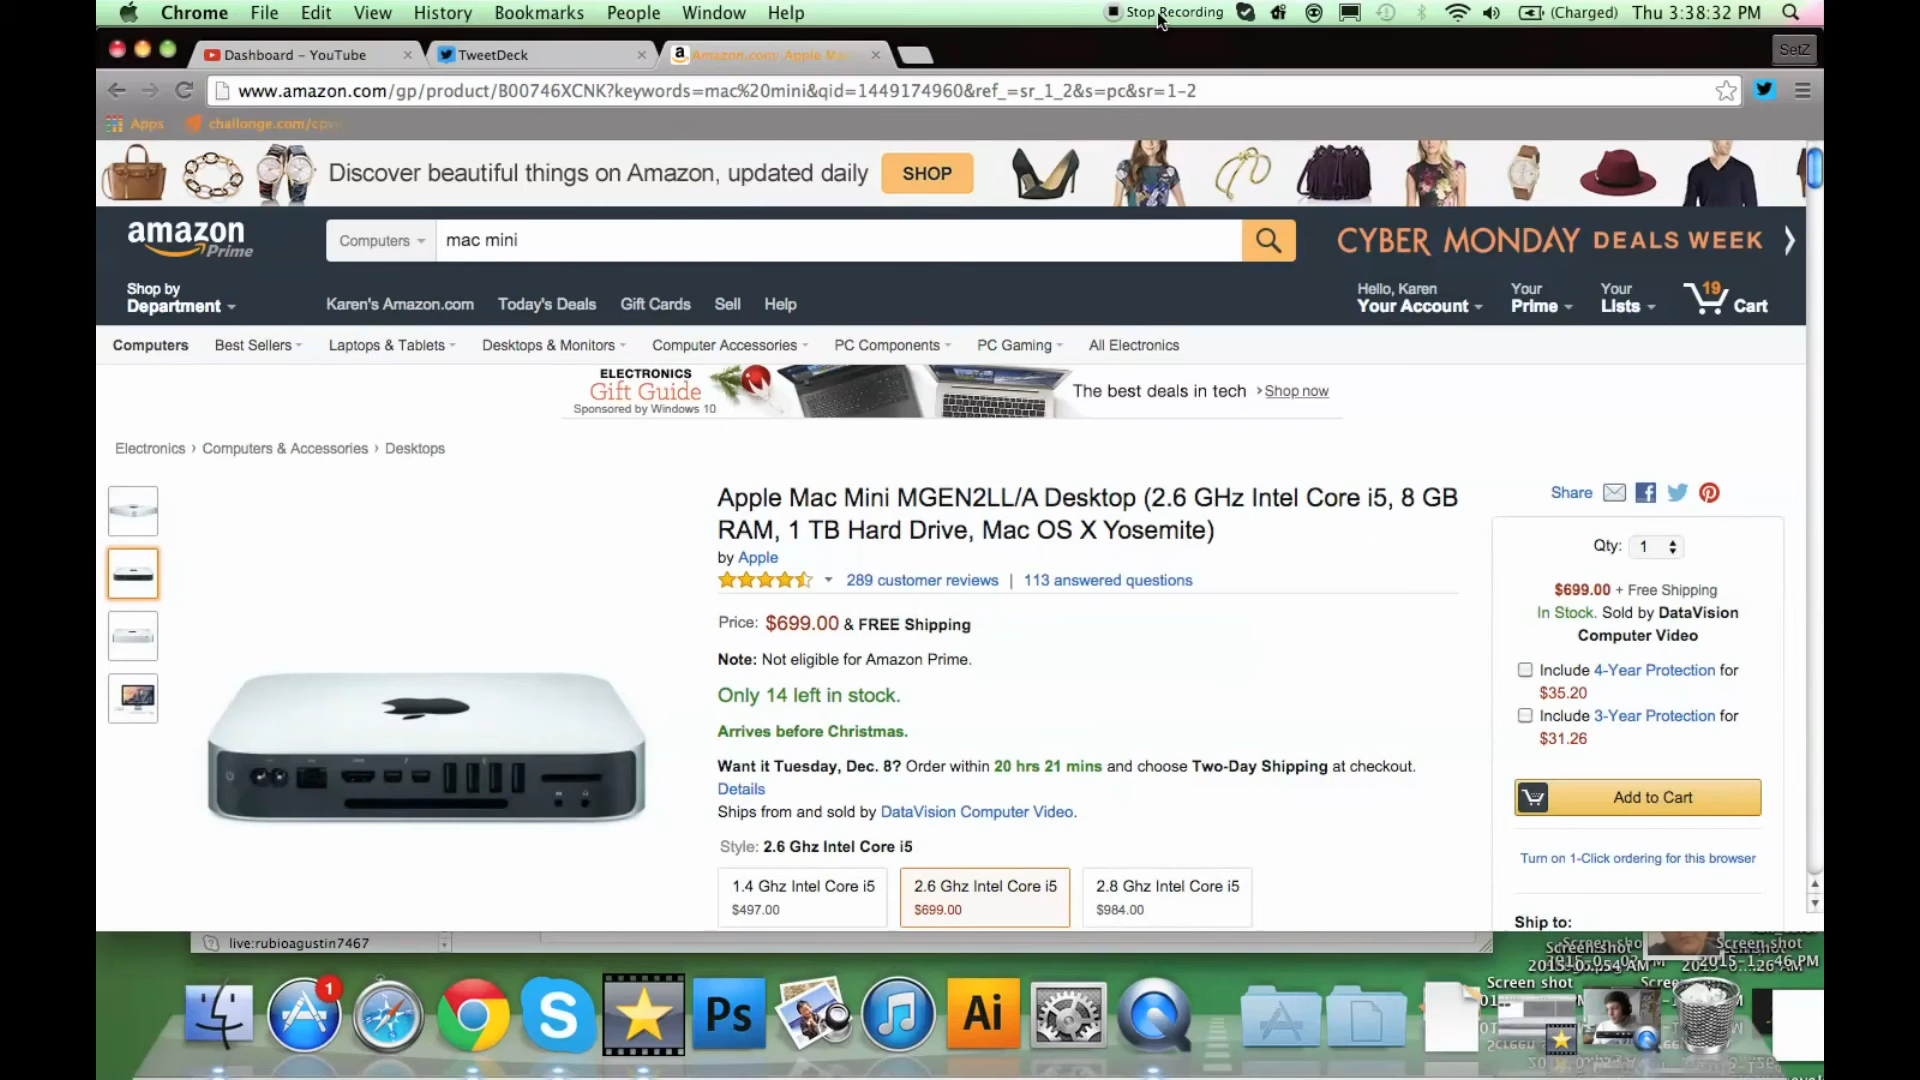 Chrome File Edit View History Bookmarks People Window Help
Stop Recording (Charged) Thu 3:38:32 PM
Dashboard – YouTube
TweetDeck
Amazon.com: Apple Ma
SetZ
www.amazon.com/gp/product/B00746XCNK?keywords=mac%20mini&qid=1449174960&ref_=sr_1_2&s=pc&sr=1-2
Apps
Discover beautiful things on Amazon, updated daily
SHOP
amazon
Prime
Computers
mac mini
CYBER MONDAY DEALS WEEK
Shop by
Department
Karen's Amazon.com Today's Deals Gift Cards Sell Help
Hello, Karen
Your Account
Your
Prime
Your
Lists
19
Cart
Computers Best Sellers Laptops & Tablets Desktops & Monitors Computer Accessories PC Components PC Gaming All Electronics
ELECTRONICS
Gift Guide
Sponsored by Windows 10
The best deals in tech › Shop now
Electronics › Computers & Accessories › Desktops
Apple Mac Mini MGEN2LL/A Desktop (2.6 GHz Intel Core i5, 8 GB
RAM, 1 TB Hard Drive, Mac OS X Yosemite)
by Apple
289 customer reviews | 113 answered questions
Price: $699.00 & FREE Shipping
Note: Not eligible for Amazon Prime.
Only 14 left in stock.
Arrives before Christmas.
Want it Tuesday, Dec. 8? Order within 20 hrs 21 mins and choose Two-Day Shipping at checkout.
Details
Ships from and sold by DataVision Computer Video.
Style: 2.6 Ghz Intel Core i5
1.4 Ghz Intel Core i5
$497.00
2.6 Ghz Intel Core i5
$699.00
2.8 Ghz Intel Core i5
$984.00
Share
Qty: 1
$699.00 + Free Shipping
In Stock. Sold by DataVision
Computer Video
Include 4-Year Protection for
$35.20
Include 3-Year Protection for
$31.26
Add to Cart
Turn on 1-Click ordering for this browser
Ship to:
live:rubioagustin7467
Screen shot
Screen shot
1
Ps
Ai